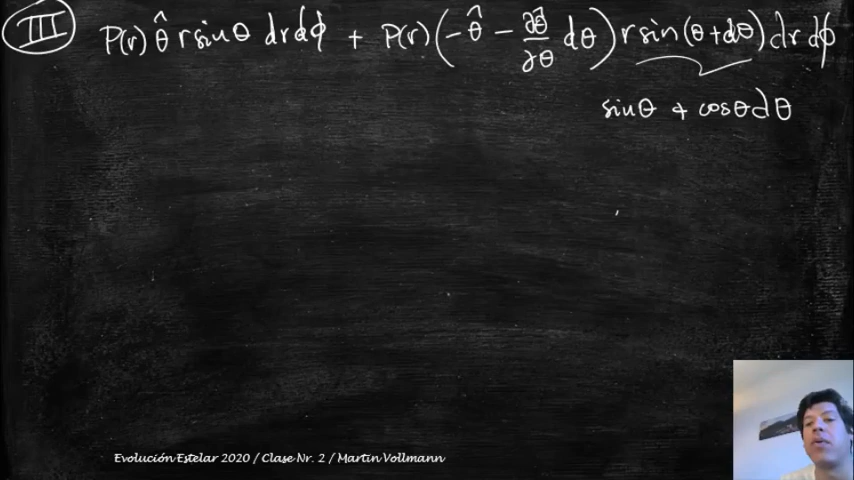 III P(r) θ̂ r sinθ dr dϕ + P(r) (-θ̂ - ∂θ̂/∂θ dθ) r sin(θ+dθ) dr dϕ
sinθ + cosθ dθ
Evolución Estelar 2020 / Clase Nr. 2 / Martin Vollmann